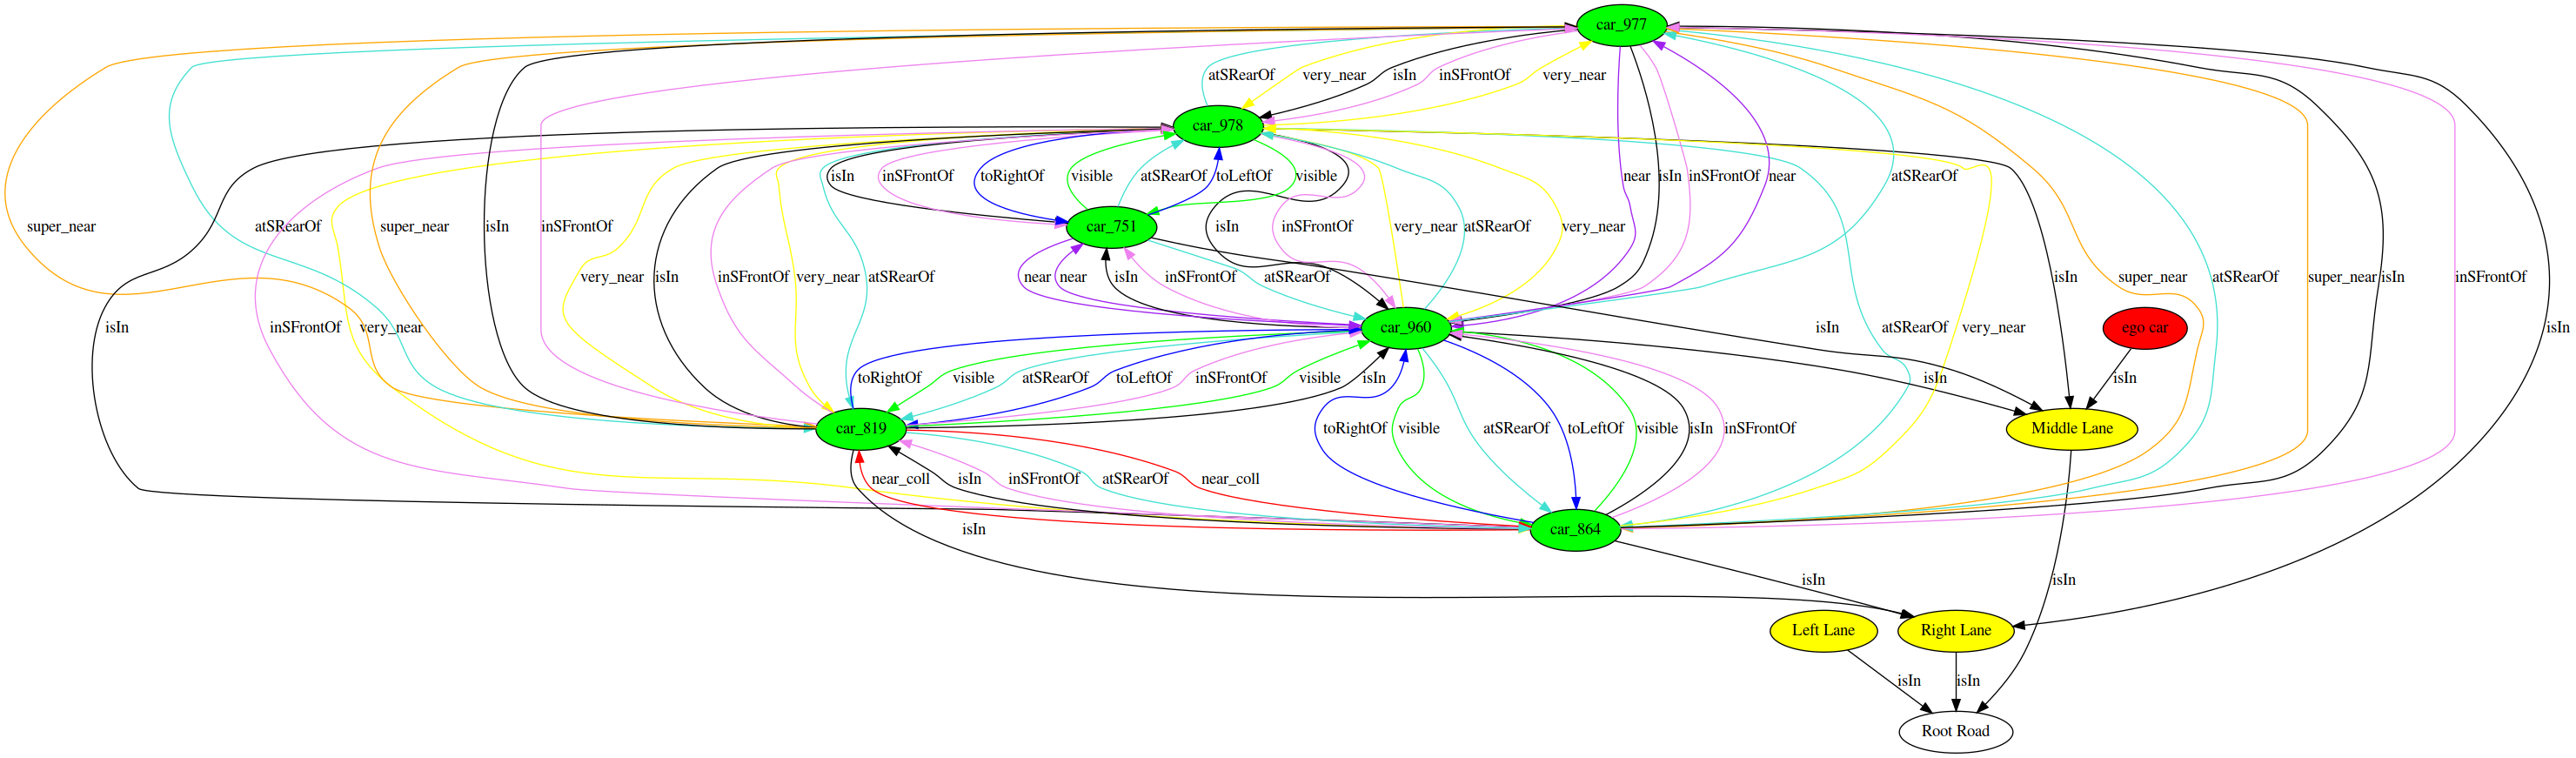 car_977
atSRearOf very_near isIn inSFrontOf very_near
car_978
isIn inSFrontOf toRightOf visible atSRearOf toLeftOf visible near isIn inSFrontOf near atSRearOf
super_near atSRearOf super_near isIn inSFrontOf car_751 isIn inSFrontOf very_near atSRearOf very_near
very_near isIn inSFrontOf very_near atSRearOf near near isIn inSFrontOf atSRearOf isIn super_near atSRearOf super_near isIn inSFrontOf
isIn inSFrontOf very_near car_960 isIn atSRearOf very_near ego car isIn
toRightOf visible atSRearOf toLeftOf inSFrontOf visible isIn isIn isIn
car_819 toRightOf visible atSRearOf toLeftOf visible isIn inSFrontOf Middle Lane
near_coll isIn inSFrontOf atSRearOf near_coll
isIn car_864
isIn isIn
Left Lane Right Lane
isIn isIn
Root Road